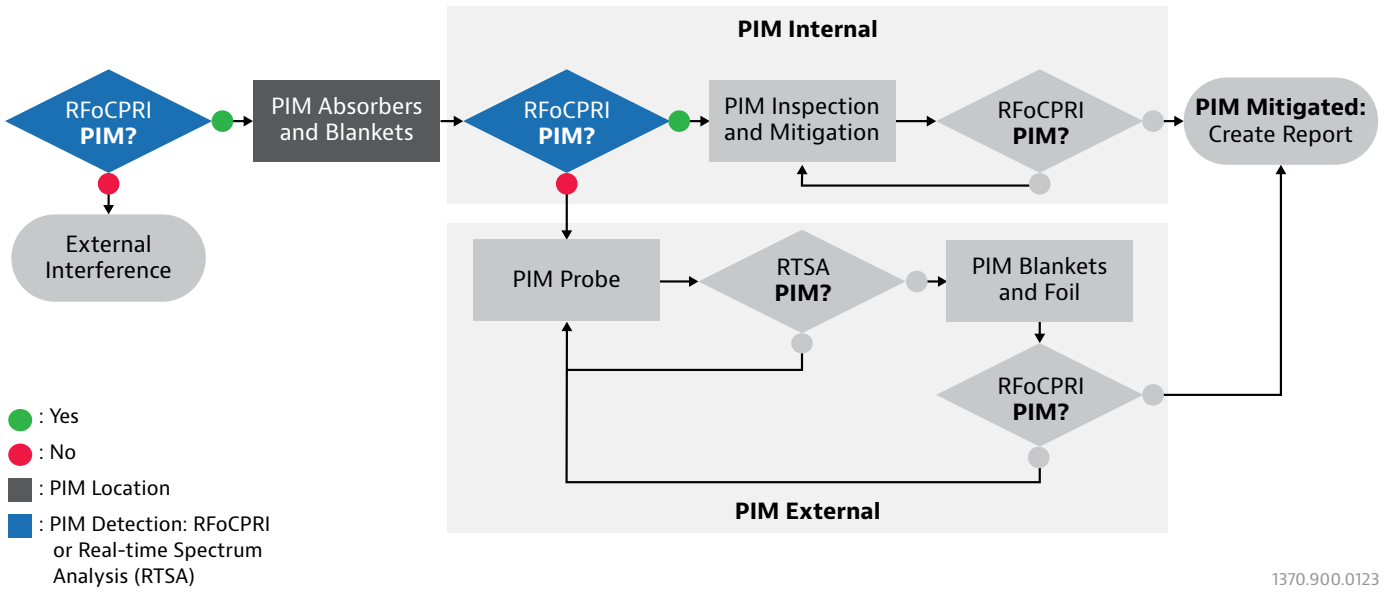 PIM Internal
RFoCPRI
PIM?
PIM Absorbers
and Blankets
RFoCPRI
PIM?
PIM Inspection
and Mitigation
RFoCPRI
PIM?
PIM Mitigated:
Create Report
External
Interference
PIM Probe
RTSA
PIM?
PIM Blankets
and Foil
RFoCPRI
PIM?
PIM External
: Yes
: No
: PIM Location
: PIM Detection: RFoCPRI
or Real-time Spectrum
Analysis (RTSA)
1370.900.0123